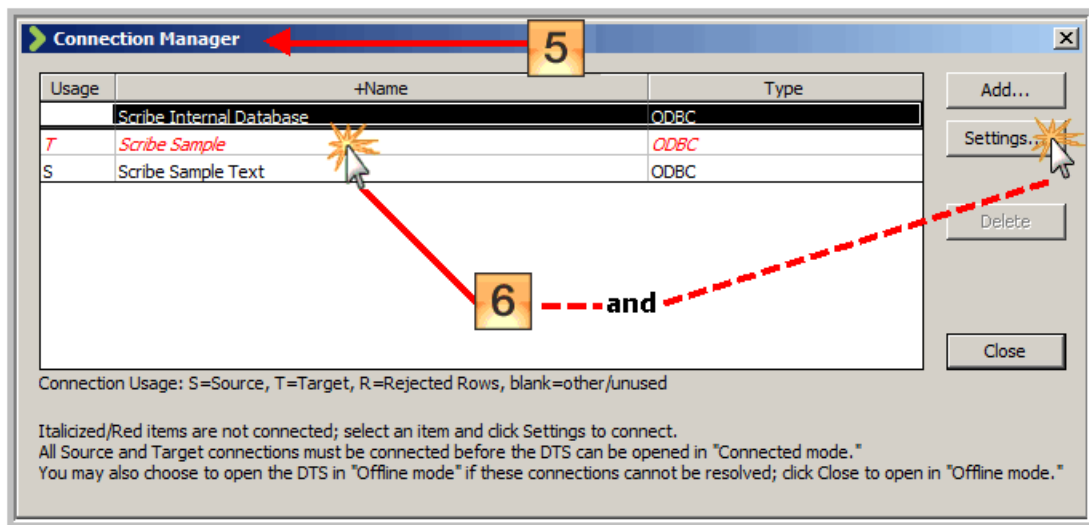 Connection Manager
5
Usage +Name Type
Scribe Internal Database ODBC
T Scribe Sample ODBC
S Scribe Sample Text ODBC
Add...
Settings..
Delete
6 and
Close
Connection Usage: S=Source, T=Target, R=Rejected Rows, blank=other/unused
Italicized/Red items are not connected; select an item and click Settings to connect.
All Source and Target connections must be connected before the DTS can be opened in "Connected mode."
You may also choose to open the DTS in "Offline mode" if these connections cannot be resolved; click Close to open in "Offline mode."